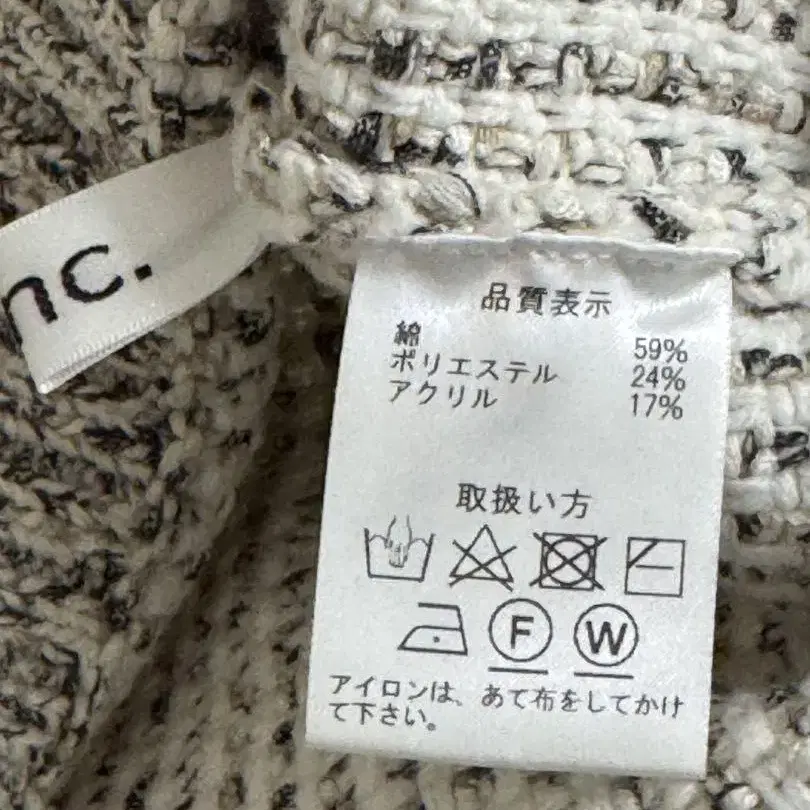 nc.
品質表示
綿 59%
ポリエステル 24%
アクリル 17%
取扱い方
F W
アイロンは、あて布をしてかけ
て下さい。